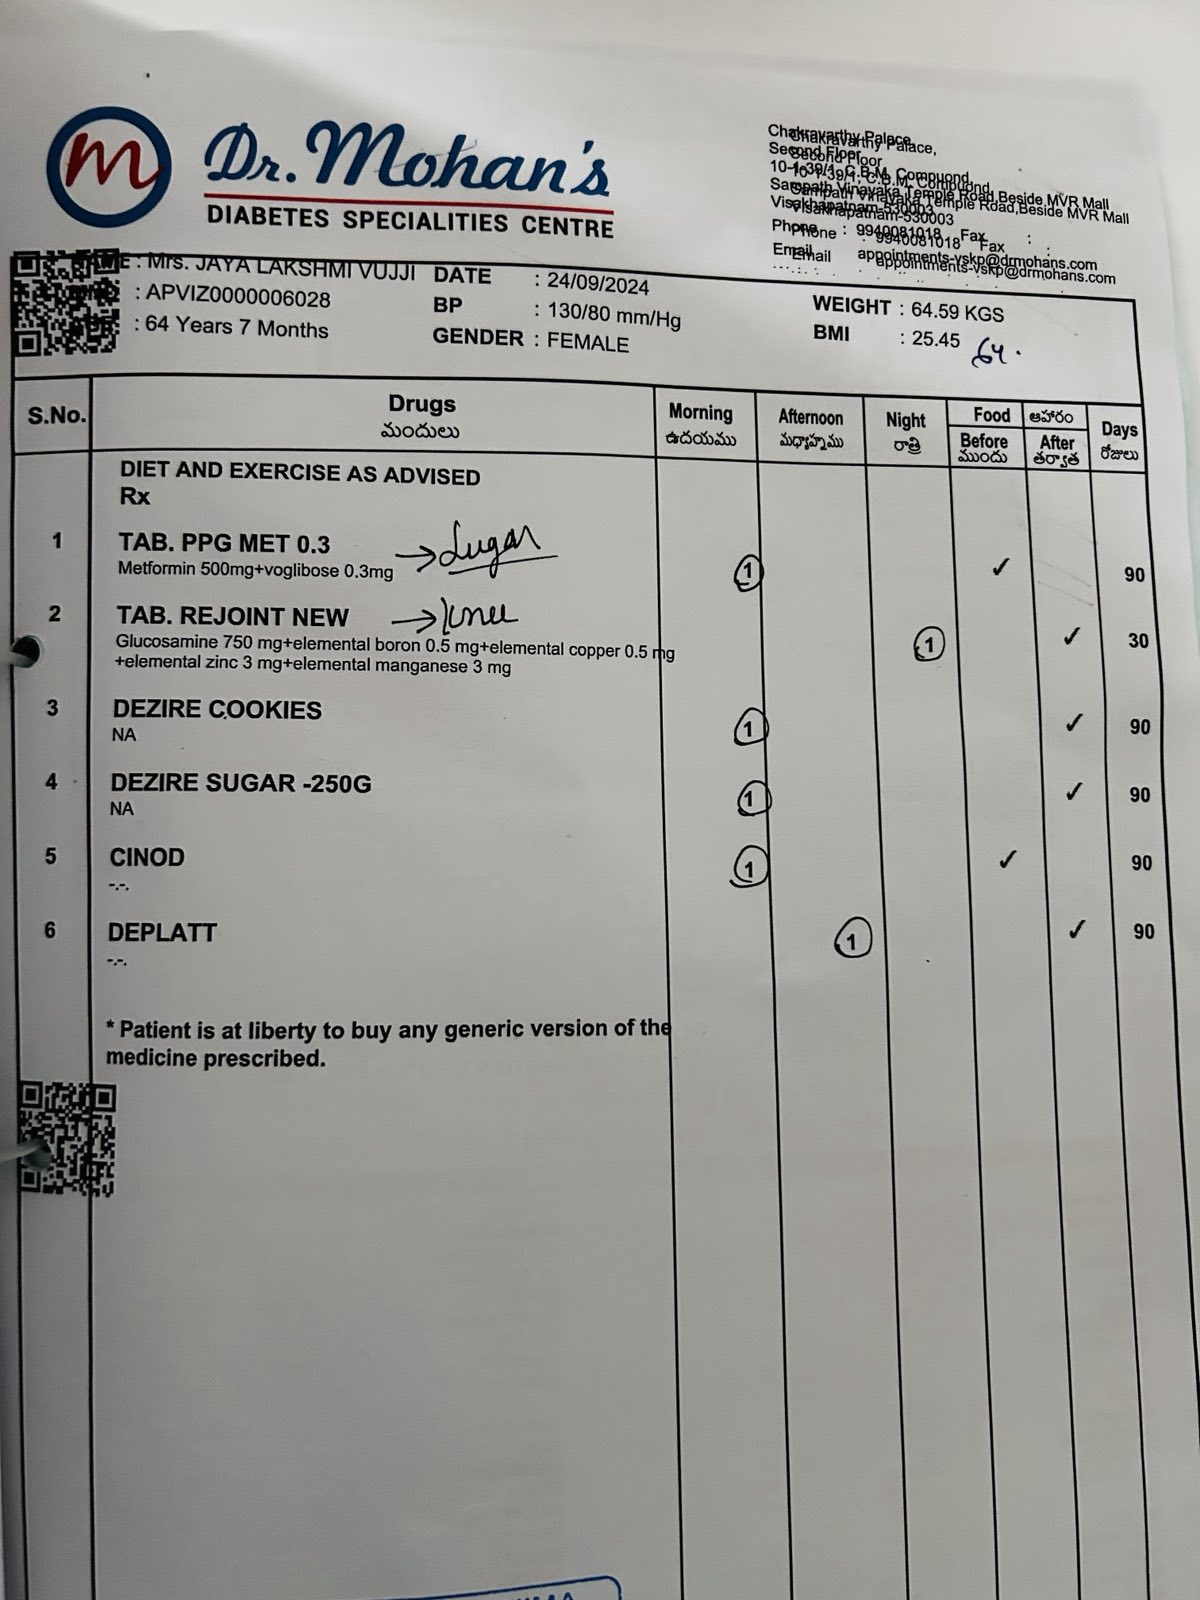 m Dr. Mohan's
DIABETES SPECIALITIES CENTRE
Chakravarthy Palace,
Second Floor
10-1-39/1, C.B.M. Compuond,
Sampath Vinayaka Temple Road,Beside MVR Mall
Visakhapatnam-530003
Phone : 9940081018 Fax :
Email appointments-vskp@drmohans.com
: Mrs. JAYA LAKSHMI VUJJI DATE : 24/09/2024 WEIGHT : 64.59 KGS
: APVIZ0000006028 BP : 130/80 mm/Hg BMI : 25.45 64.
: 64 Years 7 Months GENDER : FEMALE
S.No. Drugs Morning Afternoon Night Food ఆహారం Days
మందులు ఉదయము మధ్యాహ్నము రాత్రి Before After రోజులు
ముందు తర్వాత
DIET AND EXERCISE AS ADVISED
Rx
1 TAB. PPG MET 0.3 → Sugar
Metformin 500mg+voglibose 0.3mg 1 ✓ 90
2 TAB. REJOINT NEW → knee
Glucosamine 750 mg+elemental boron 0.5 mg+elemental copper 0.5 mg 1 ✓ 30
+elemental zinc 3 mg+elemental manganese 3 mg
3 DEZIRE COOKIES 1 ✓ 90
NA
4 DEZIRE SUGAR -250G 1 ✓ 90
NA
5 CINOD 1 ✓ 90
-.-.
6 DEPLATT 1 ✓ 90
-.-.
* Patient is at liberty to buy any generic version of the
medicine prescribed.